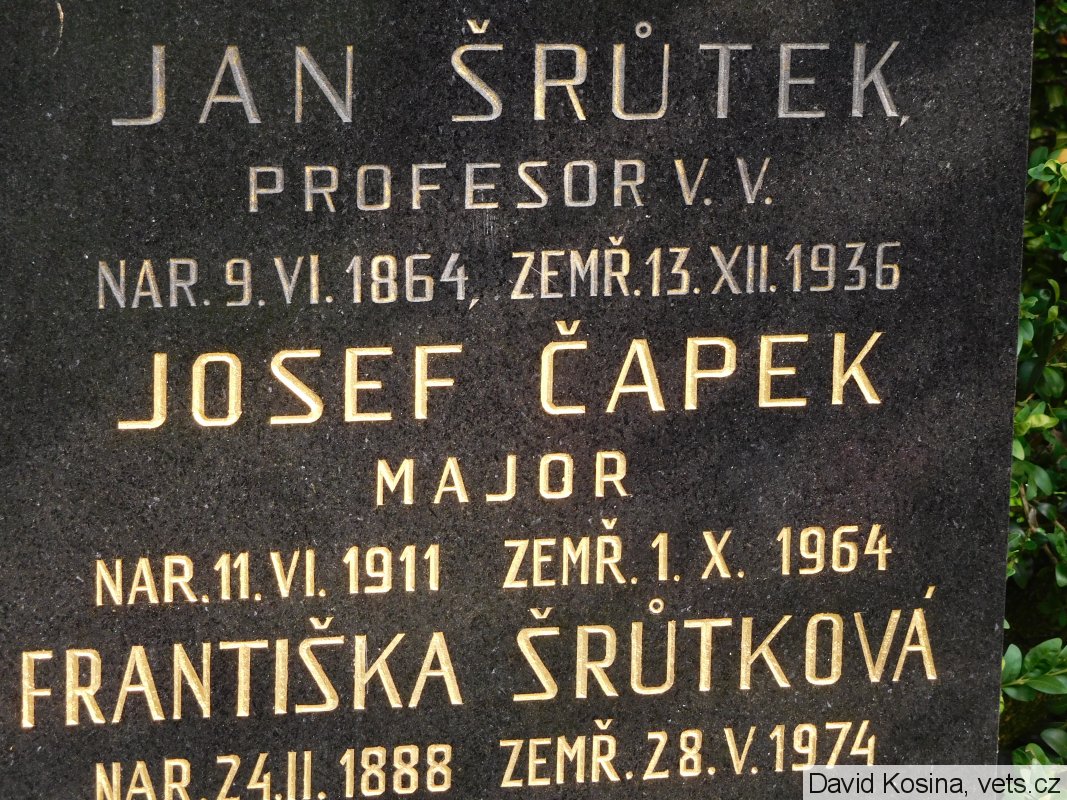 JAN ŠRŮTEK,
PROFESOR V. V.
NAR. 9. VI. 1864, ZEMŘ. 13. XII. 1936
JOSEF ČAPEK
MAJOR
NAR. 11. VI. 1911 ZEMŘ. 1. X. 1964
FRANTIŠKA ŠRŮTKOVÁ
NAR. 24. II. 1888 ZEMŘ. 28. V. 1974
David Kosina, vets.cz